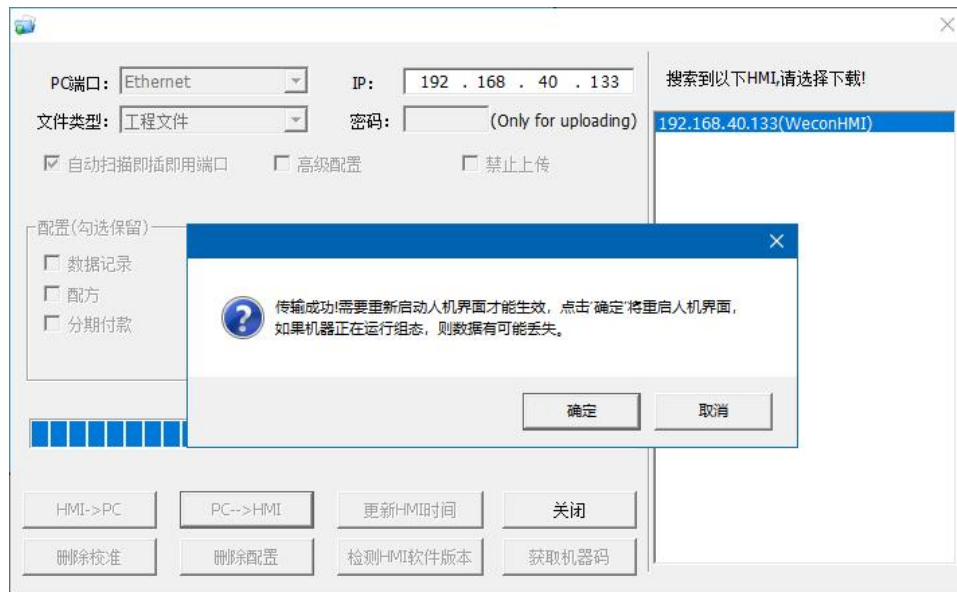 PC端口: Ethernet IP: 192 . 168 . 40 . 133
文件类型: 工程文件 密码: (Only for uploading)
自动扫描即插即用端口 高级配置 禁止上传
搜索到以下HMI,请选择下载!
192.168.40.133(WeconHMI)
配置(勾选保留)
数据记录
配方
分期付款
传输成功!需要重新启动人机界面才能生效，点击“确定”将重启人机界面，
如果机器正在运行组态，则数据有可能丢失。
确定 取消
HMI->PC PC-->HMI 更新HMI时间 关闭
删除校准 删除配置 检测HMI软件版本 获取机器码